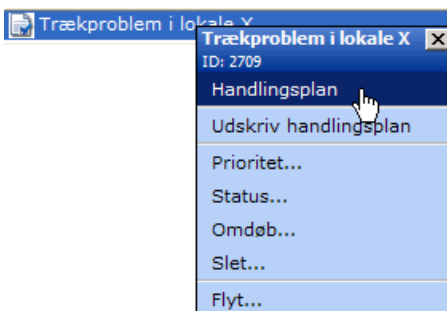 Trækproblem i lokale X
Trækproblem i lokale X
ID: 2709
Handlingsplan
Udskriv handlingsplan
Prioritet...
Status...
Omdøb...
Slet...
Flyt...